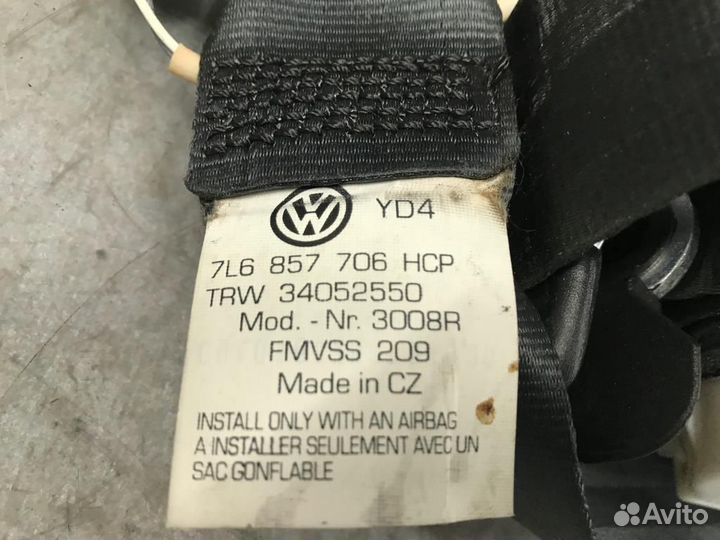 VW YD4
7L6 857 706 HCP
TRW 34052550
Mod. - Nr. 3008R
FMVSS 209
Made in CZ
INSTALL ONLY WITH AN AIRBAG
A INSTALLER SEULEMENT AVEC UN
SAC GONFLABLE
Avito